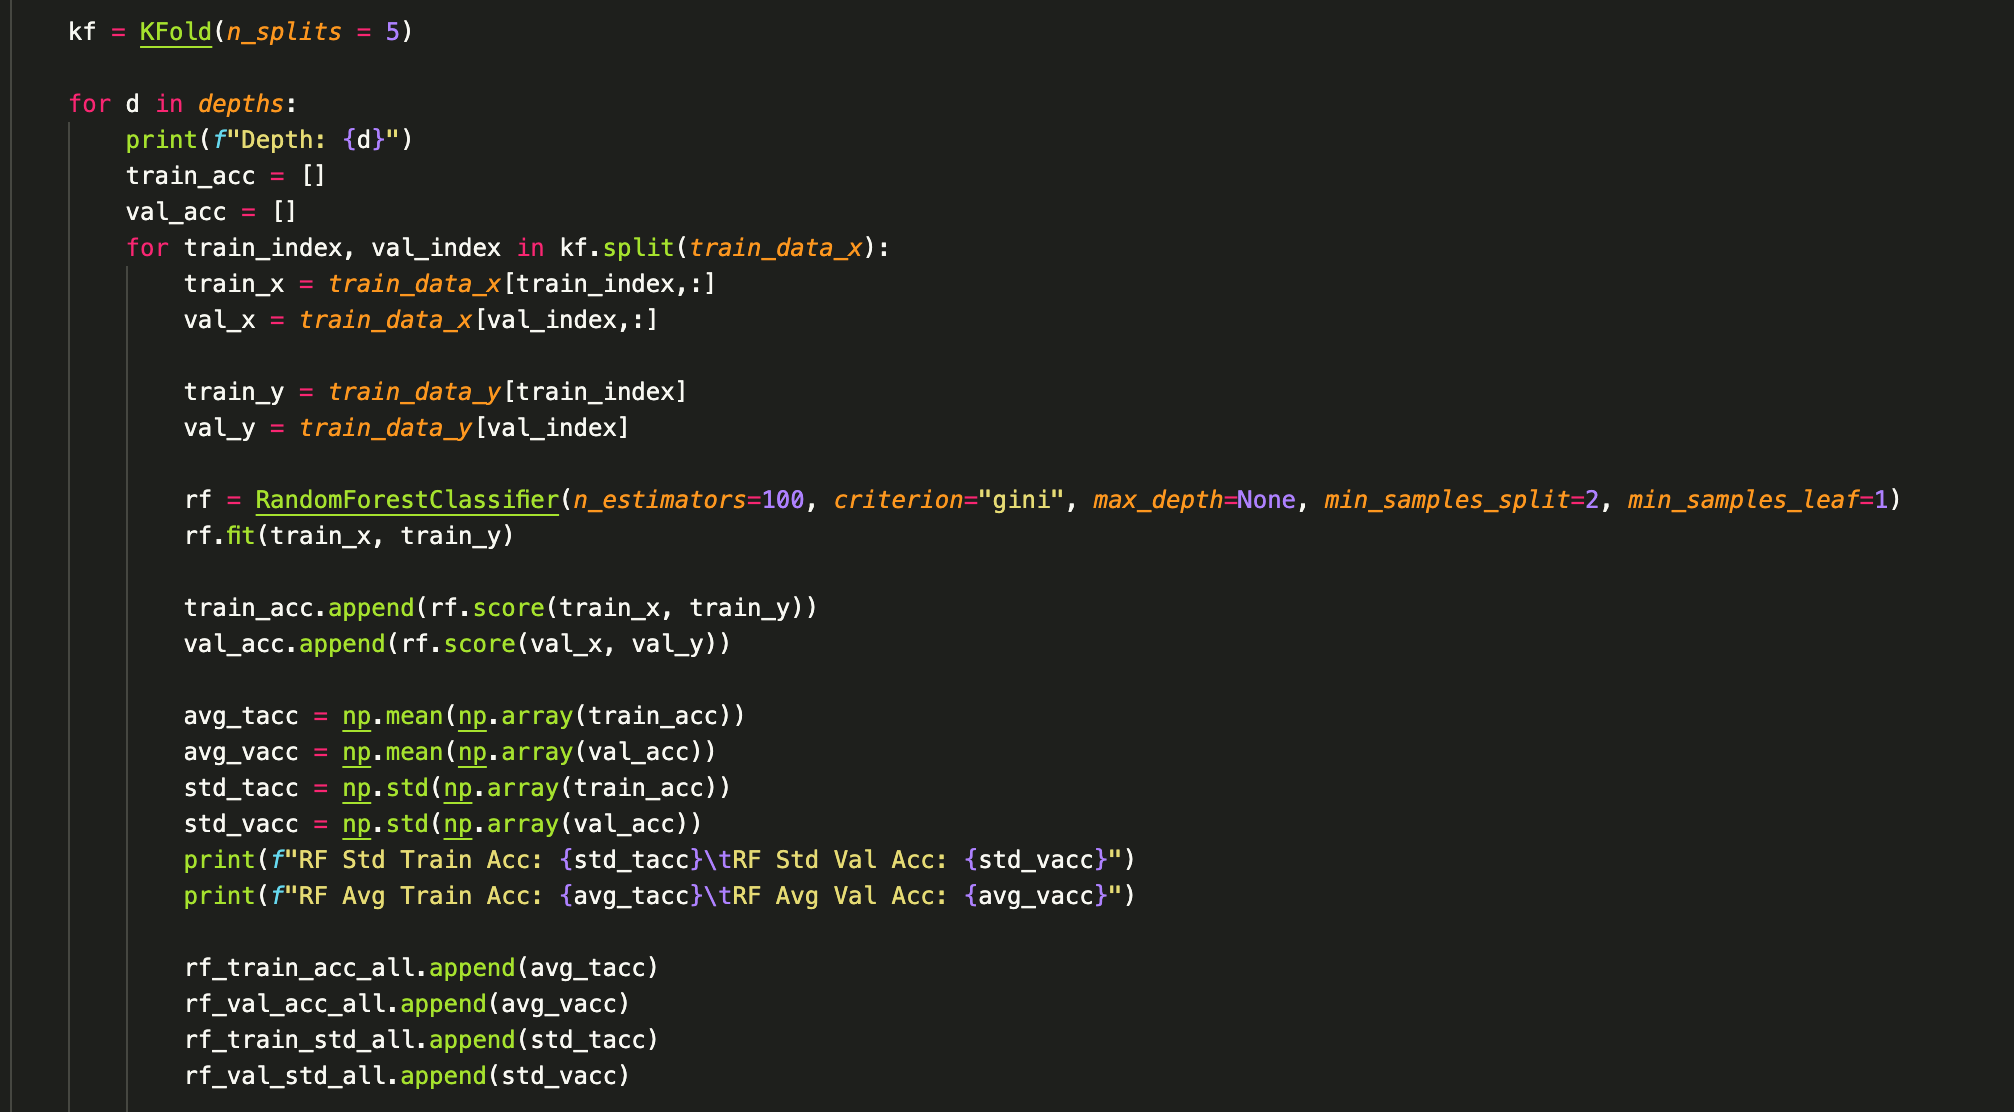 kf = KFold(n_splits = 5)
for d in depths:
print(f"Depth: {d}")
train_acc = []
val_acc = []
for train_index, val_index in kf.split(train_data_x):
train_x = train_data_x[train_index,:]
val_x = train_data_x[val_index,:]
train_y = train_data_y[train_index]
val_y = train_data_y[val_index]
rf = RandomForestClassifier(n_estimators=100, criterion="gini", max_depth=None, min_samples_split=2, min_samples_leaf=1)
rf.fit(train_x, train_y)
train_acc.append(rf.score(train_x, train_y))
val_acc.append(rf.score(val_x, val_y))
avg_tacc = np.mean(np.array(train_acc))
avg_vacc = np.mean(np.array(val_acc))
std_tacc = np.std(np.array(train_acc))
std_vacc = np.std(np.array(val_acc))
print(f"RF Std Train Acc: {std_tacc}\tRF Std Val Acc: {std_vacc}")
print(f"RF Avg Train Acc: {avg_tacc}\tRF Avg Val Acc: {avg_vacc}")
rf_train_acc_all.append(avg_tacc)
rf_val_acc_all.append(avg_vacc)
rf_train_std_all.append(std_tacc)
rf_val_std_all.append(std_vacc)